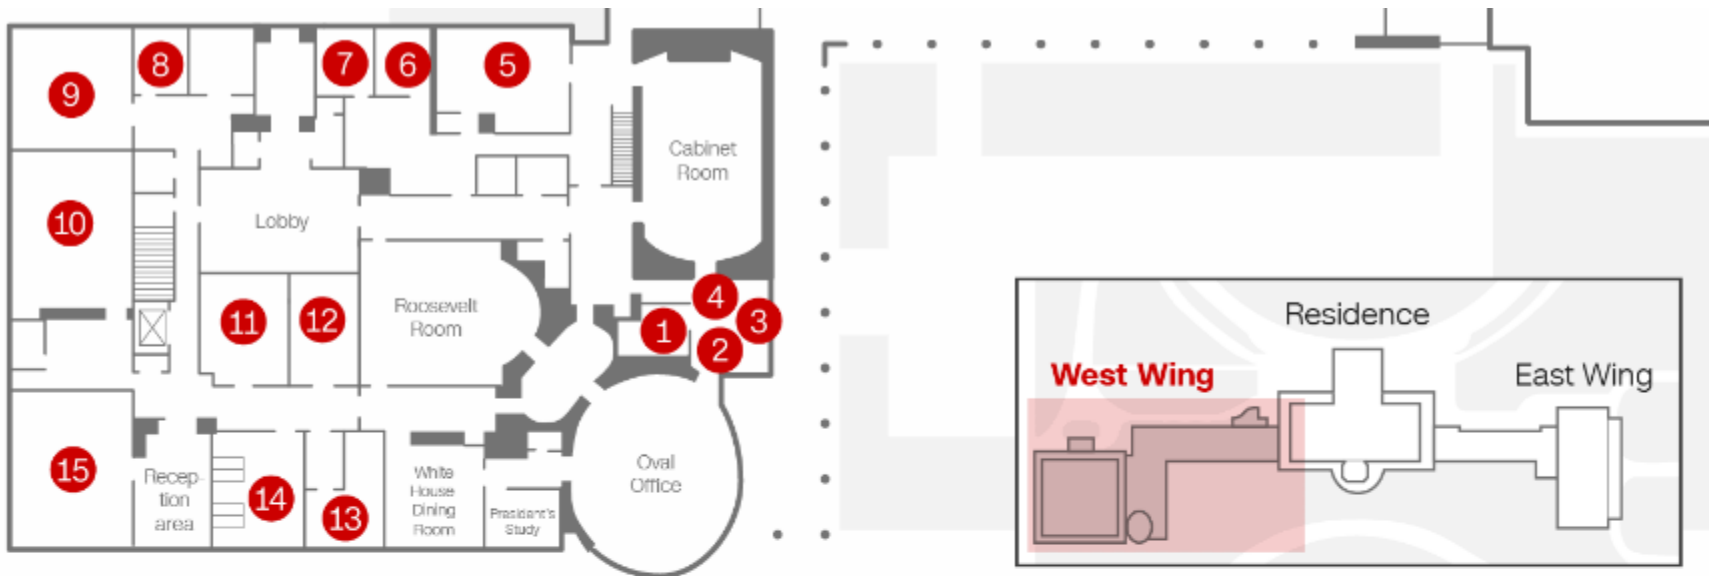 8
7
6
5
9
Cabinet
Room
10
Lobby
4
11
12
Roosevelt
Room
1
3
2
15
Recep-
tion
area
14
13
White
House
Dining
Room
President's
Study
Oval
Office
Residence
West Wing
East Wing